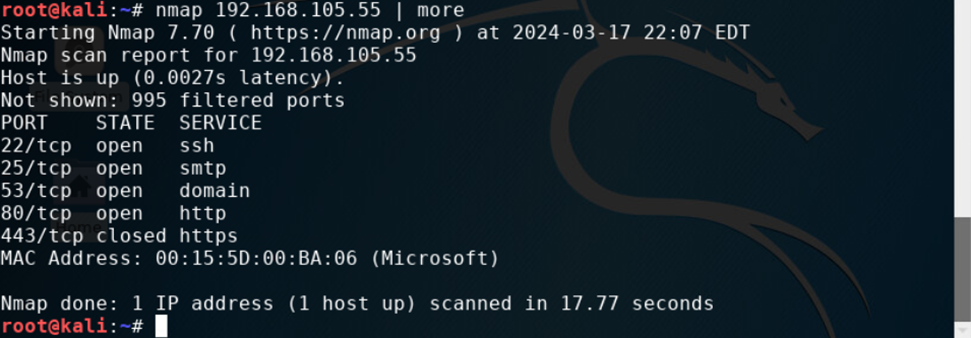 root@kali:~# nmap 192.168.105.55 | more
Starting Nmap 7.70 ( https://nmap.org ) at 2024-03-17 22:07 EDT
Nmap scan report for 192.168.105.55
Host is up (0.0027s latency).
Not shown: 995 filtered ports
PORT    STATE  SERVICE
22/tcp  open   ssh
25/tcp  open   smtp
53/tcp  open   domain
80/tcp  open   http
443/tcp closed https
MAC Address: 00:15:5D:00:BA:06 (Microsoft)
Nmap done: 1 IP address (1 host up) scanned in 17.77 seconds
root@kali:~#